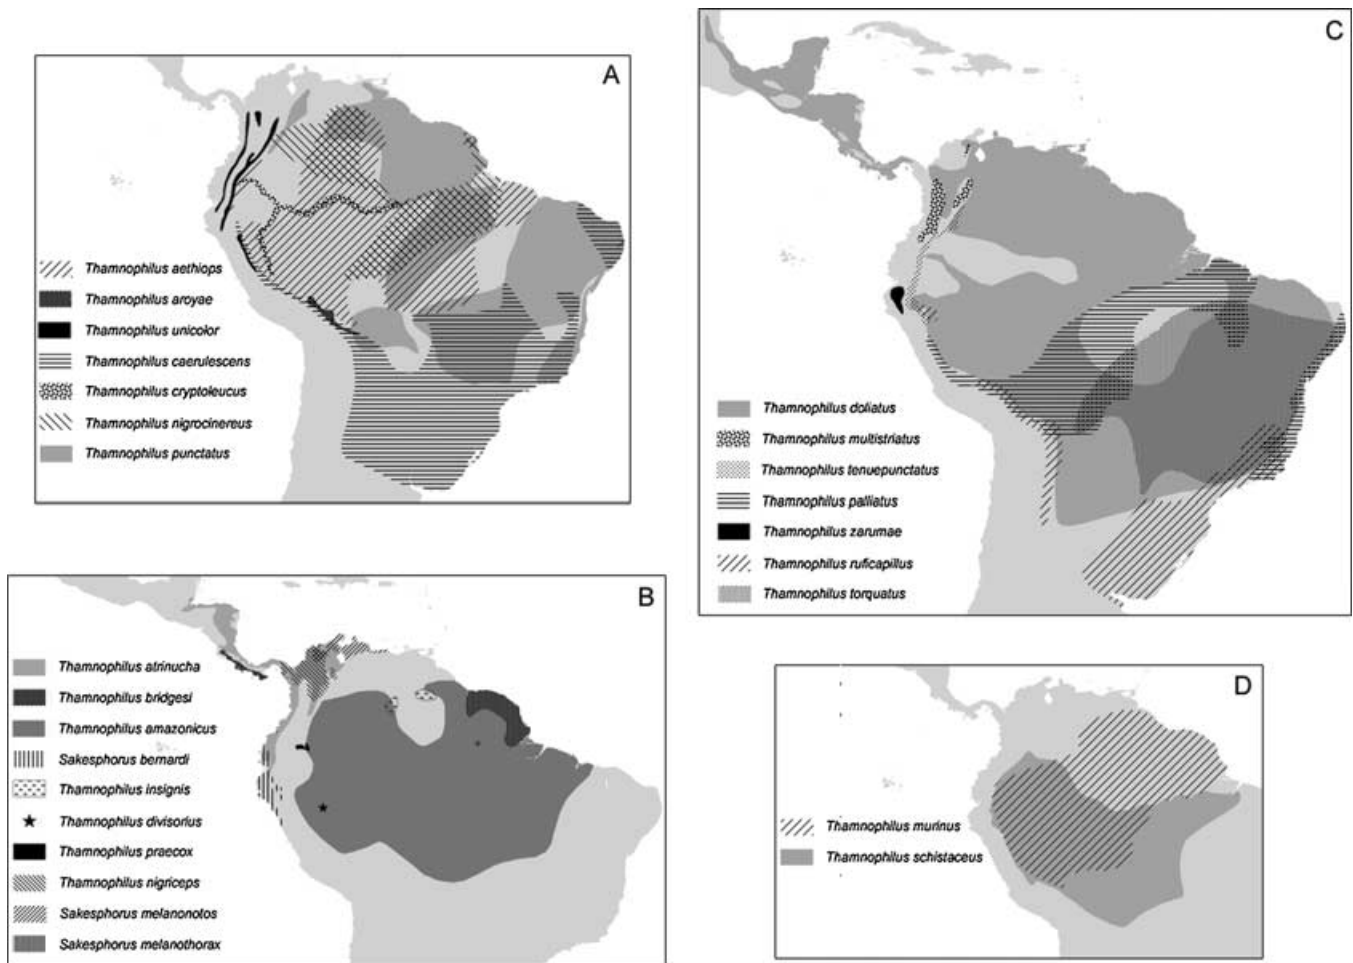 A
Thamnophilus aethiops
Thamnophilus aroyae
Thamnophilus unicolor
Thamnophilus caerulescens
Thamnophilus cryptoleucus
Thamnophilus nigrocinereus
Thamnophilus punctatus
B
Thamnophilus atrinucha
Thamnophilus bridgesi
Thamnophilus amazonicus
Sakesphorus bernardi
Thamnophilus insignis
Thamnophilus divisorius
Thamnophilus praecox
Thamnophilus nigriceps
Sakesphorus melanonotos
Sakesphorus melanothorax
C
Thamnophilus doliatus
Thamnophilus multistriatus
Thamnophilus tenuepunctatus
Thamnophilus palliatus
Thamnophilus zarumae
Thamnophilus ruficapillus
Thamnophilus torquatus
D
Thamnophilus murinus
Thamnophilus schistaceus